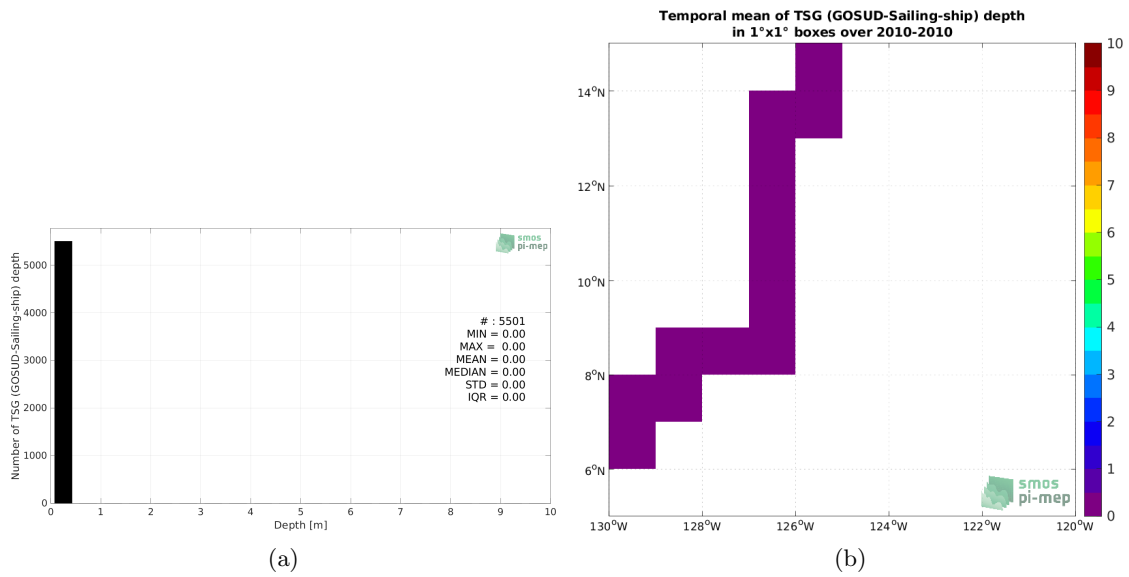 Number of TSG (GOSUD-Sailing-ship) depth
5000
4000
3000
2000
1000
0
0 1 2 3 4 5 6 7 8 9 10
Depth [m]
smos
pi-mep
# : 5501
MIN = 0.00
MAX = 0.00
MEAN = 0.00
MEDIAN = 0.00
STD = 0.00
IQR = 0.00
(a)
Temporal mean of TSG (GOSUD-Sailing-ship) depth
in 1°x1° boxes over 2010-2010
14°N
12°N
10°N
8°N
6°N
130°W 128°W 126°W 124°W 122°W 120°W
smos
pi-mep
10
9
8
7
6
5
4
3
2
1
0
(b)